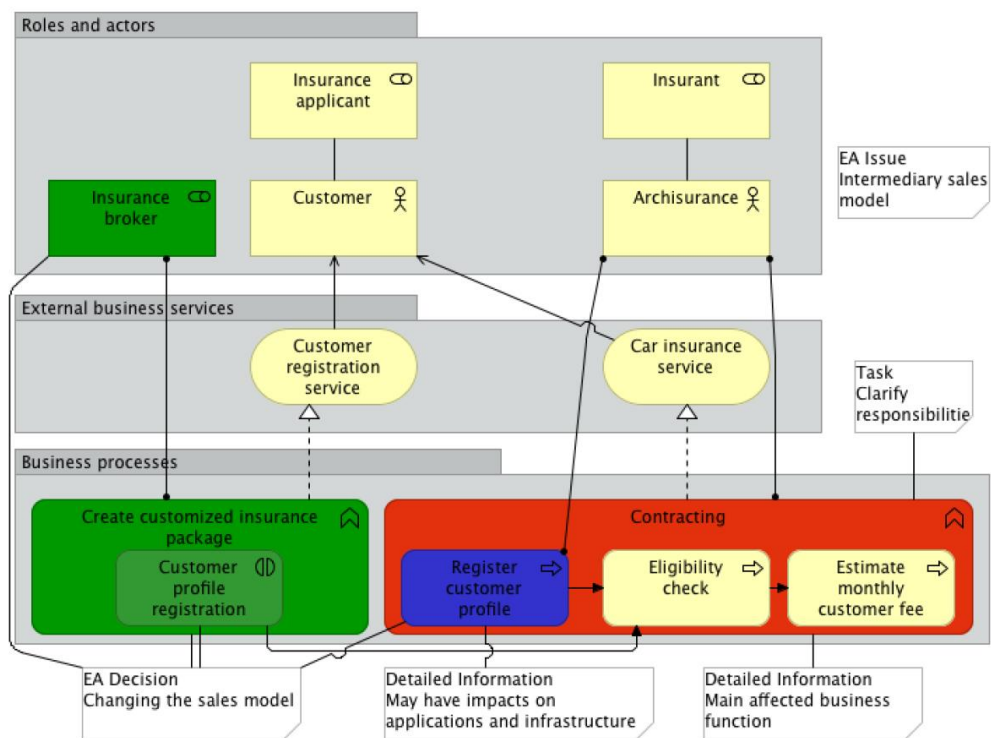 Roles and actors
Insurance
applicant
Insurant
EA Issue
Intermediary sales
model
Insurance
broker
Customer
Archisurance
External business services
Customer
registration
service
Car insurance
service
Task
Clarify
responsibilitie
Business processes
Create customized insurance
package
Contracting
Customer
profile
registration
Register
customer
profile
Eligibility
check
Estimate
monthly
customer fee
EA Decision
Changing the sales model
Detailed Information
May have impacts on
applications and infrastructure
Detailed Information
Main affected business
function